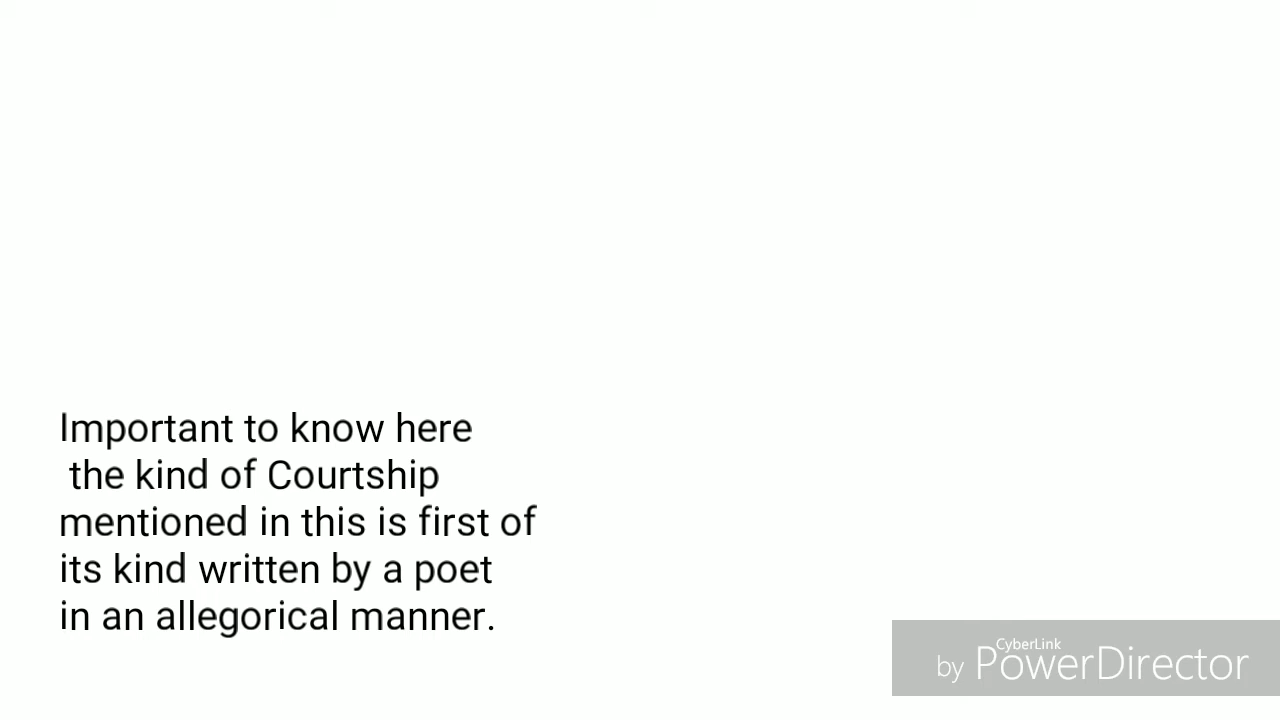 Important to know here
the kind of Courtship
mentioned in this is first of
its kind written by a poet
in an allegorical manner.
CyberLink
by PowerDirector